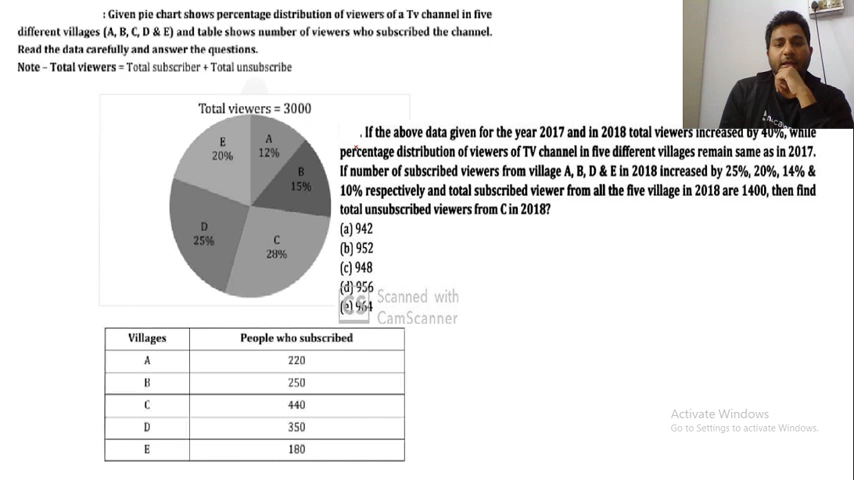 : Given pie chart shows percentage distribution of viewers of a Tv channel in five
different villages (A, B, C, D & E) and table shows number of viewers who subscribed the channel.
Read the data carefully and answer the questions.
Note – Total viewers = Total subscriber + Total unsubscribe
Total viewers = 3000
E
20%
A
12%
B
15%
D
25%
C
28%
. If the above data given for the year 2017 and in 2018 total viewers increased by 40%, while
percentage distribution of viewers of TV channel in five different villages remain same as in 2017.
If number of subscribed viewers from village A, B, D & E in 2018 increased by 25%, 20%, 14% &
10% respectively and total subscribed viewer from all the five village in 2018 are 1400, then find
total unsubscribed viewers from C in 2018?
(a) 942
(b) 952
(c) 948
(d) 956
(e) 964
CS Scanned with
CamScanner
Villages People who subscribed
A 220
B 250
C 440
D 350
E 180
Activate Windows
Go to Settings to activate Windows.